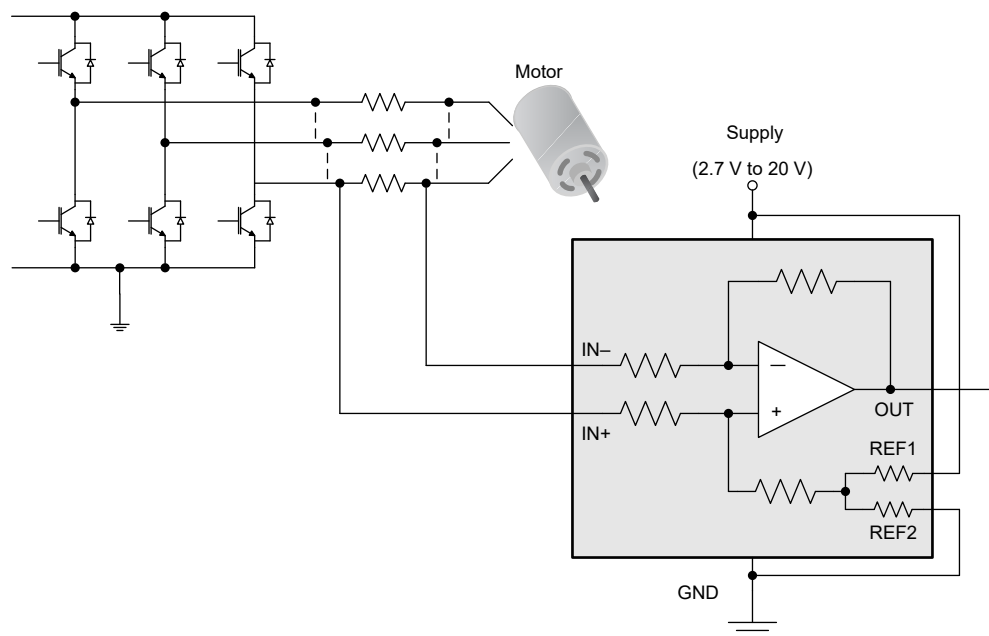 Motor
Supply
(2.7 V to 20 V)
IN–
−
+
IN+
OUT
REF1
REF2
GND